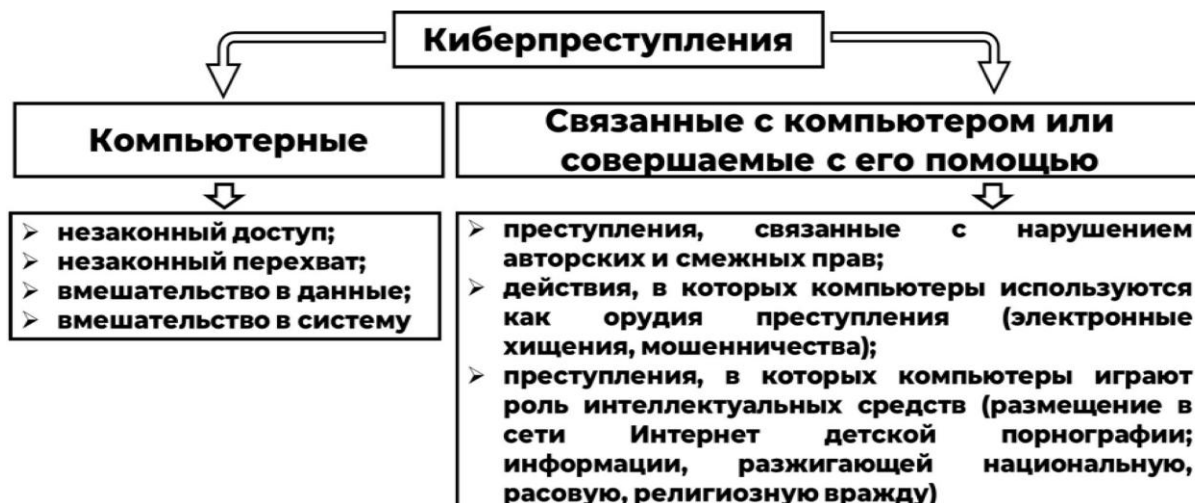 Киберпреступления
Компьютерные
Связанные с компьютером или
совершаемые с его помощью
➢ незаконный доступ;
➢ незаконный перехват;
➢ вмешательство в данные;
➢ вмешательство в систему
➢ преступления, связанные с нарушением
авторских и смежных прав;
➢ действия, в которых компьютеры используются
как орудия преступления (электронные
хищения, мошенничества);
➢ преступления, в которых компьютеры играют
роль интеллектуальных средств (размещение в
сети Интернет детской порнографии;
информации, разжигающей национальную,
расовую, религиозную вражду)